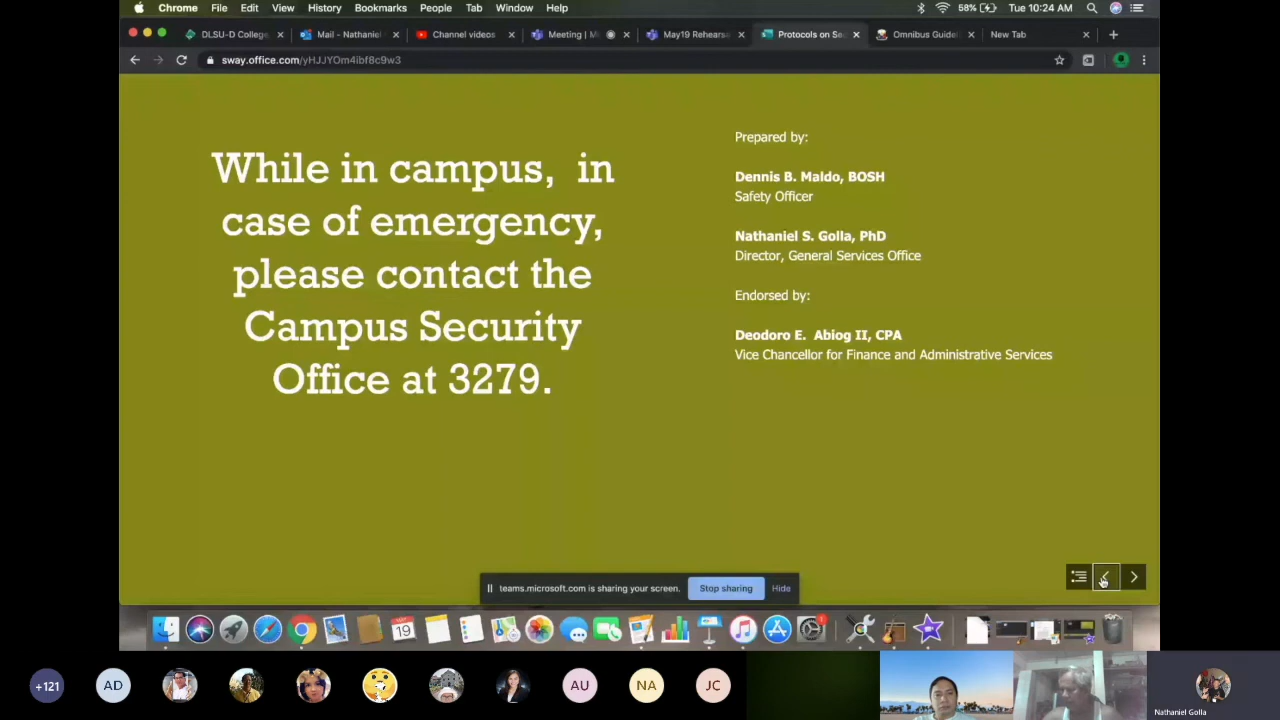 Chrome File Edit View History Bookmarks People Tab Window Help 58% Tue 10:24 AM
DLSU-D College Mail - Nathaniel Channel videos Meeting | M May19 Rehears Protocols on Se Omnibus Guide New Tab
sway.office.com/yHJJYOm4ibf8c9w3
While in campus, in
case of emergency,
please contact the
Campus Security
Office at 3279.
Prepared by:
Dennis B. Maldo, BOSH
Safety Officer
Nathaniel S. Golla, PhD
Director, General Services Office
Endorsed by:
Deodoro E. Abiog II, CPA
Vice Chancellor for Finance and Administrative Services
teams.microsoft.com is sharing your screen. Stop sharing Hide
19
+121 AD AU NA JC
Nathaniel Golla